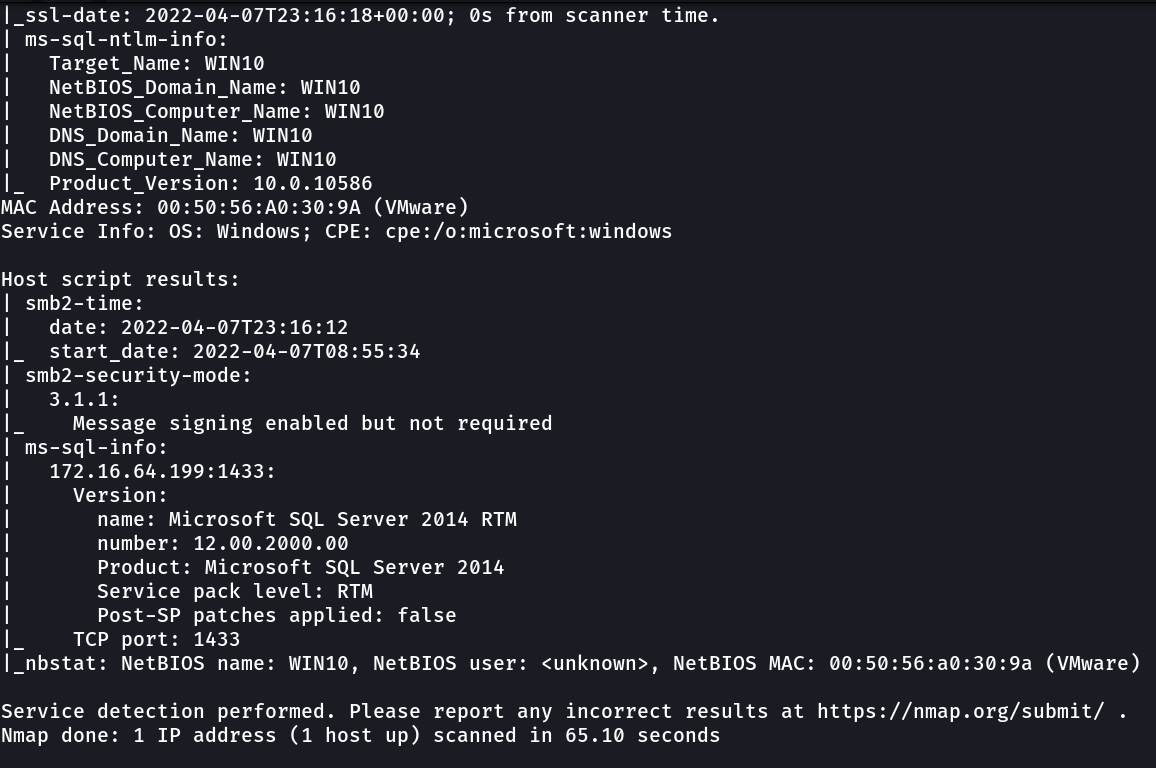 |_ssl-date: 2022-04-07T23:16:18+00:00; 0s from scanner time.
| ms-sql-ntlm-info:
|   Target_Name: WIN10
|   NetBIOS_Domain_Name: WIN10
|   NetBIOS_Computer_Name: WIN10
|   DNS_Domain_Name: WIN10
|   DNS_Computer_Name: WIN10
|_  Product_Version: 10.0.10586
MAC Address: 00:50:56:A0:30:9A (VMware)
Service Info: OS: Windows; CPE: cpe:/o:microsoft:windows

Host script results:
| smb2-time:
|   date: 2022-04-07T23:16:12
|_  start_date: 2022-04-07T08:55:34
| smb2-security-mode:
|   3.1.1:
|_    Message signing enabled but not required
| ms-sql-info:
|   172.16.64.199:1433:
|     Version:
|       name: Microsoft SQL Server 2014 RTM
|       number: 12.00.2000.00
|       Product: Microsoft SQL Server 2014
|       Service pack level: RTM
|       Post-SP patches applied: false
|_    TCP port: 1433
|_nbstat: NetBIOS name: WIN10, NetBIOS user: <unknown>, NetBIOS MAC: 00:50:56:a0:30:9a (VMware)

Service detection performed. Please report any incorrect results at https://nmap.org/submit/ .
Nmap done: 1 IP address (1 host up) scanned in 65.10 seconds